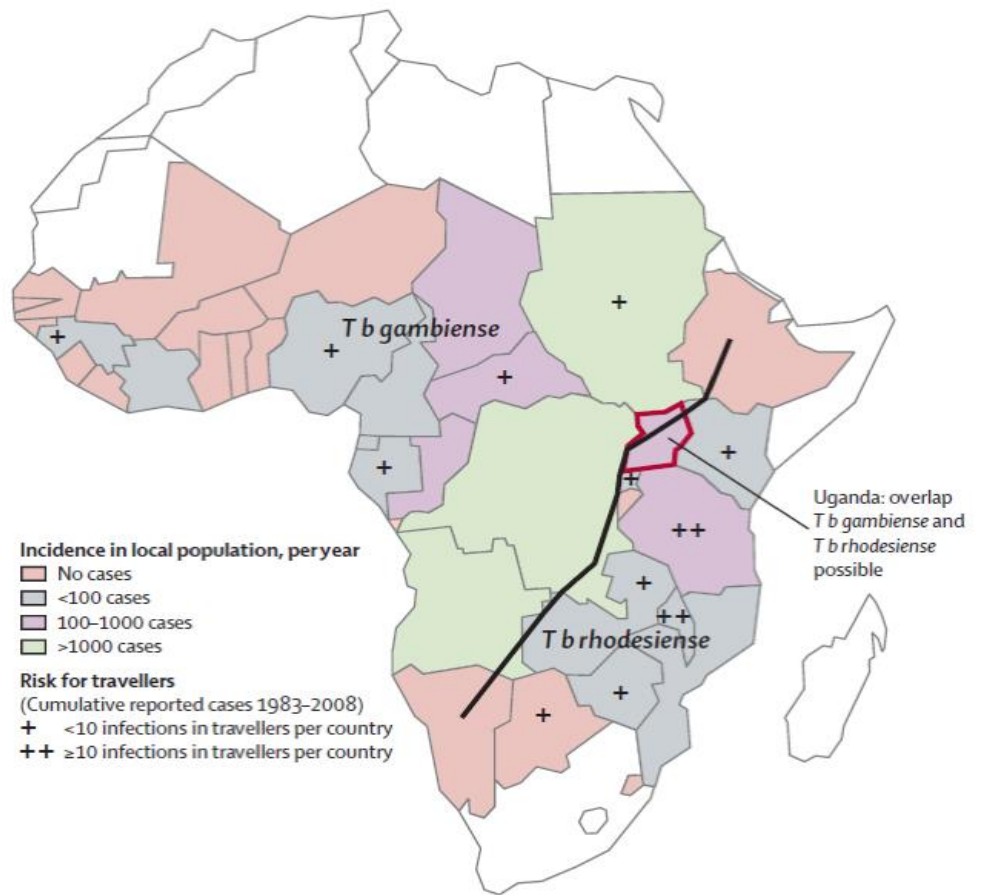 T b gambiense
Uganda: overlap
T b gambiense and
T b rhodesiense
possible
T b rhodesiense
Incidence in local population, per year
No cases
<100 cases
100–1000 cases
>1000 cases
Risk for travellers
(Cumulative reported cases 1983–2008)
+ <10 infections in travellers per country
++ ≥10 infections in travellers per country